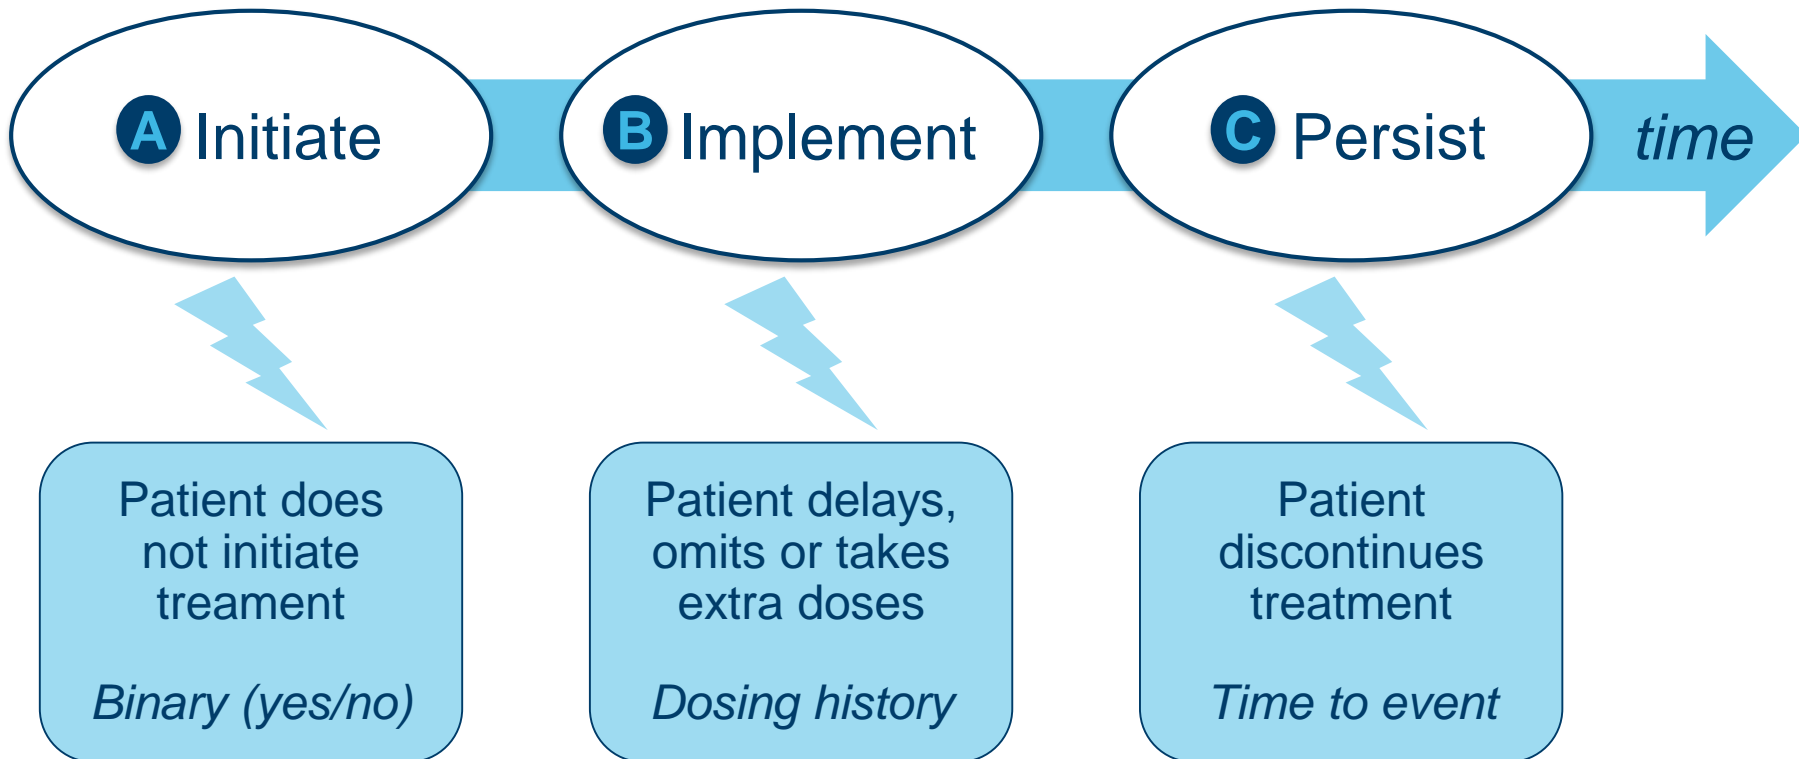 A Initiate
B Implement
C Persist
time
Patient does
not initiate
treament
Binary (yes/no)
Patient delays,
omits or takes
extra doses
Dosing history
Patient
discontinues
treatment
Time to event